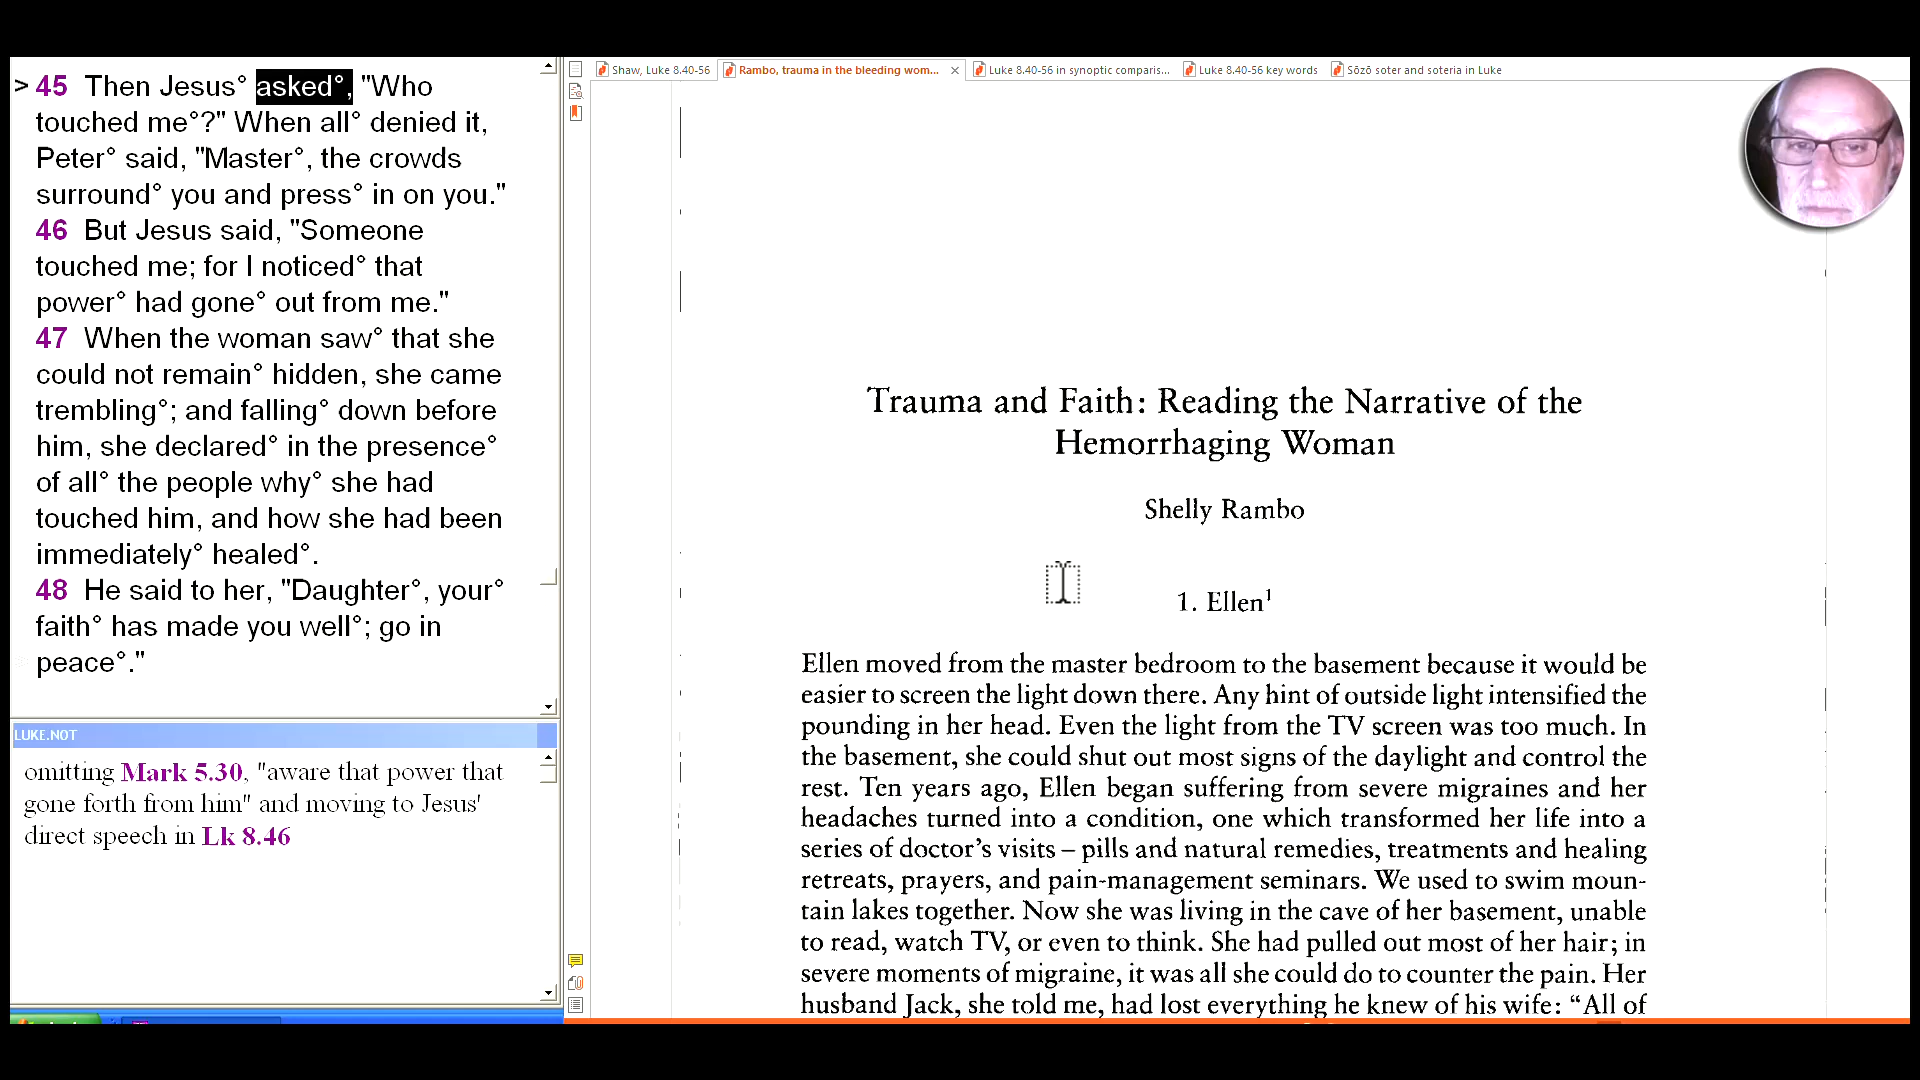 > 45 Then Jesus° asked°, "Who
touched me°?" When all° denied it,
Peter° said, "Master°, the crowds
surround° you and press° in on you."
46 But Jesus said, "Someone
touched me; for I noticed° that
power° had gone° out from me."
47 When the woman saw° that she
could not remain° hidden, she came
trembling°; and falling° down before
him, she declared° in the presence°
of all° the people why° she had
touched him, and how she had been
immediately° healed°.
48 He said to her, "Daughter°, your°
faith° has made you well°; go in
peace°."
LUKE.NOT
omitting Mark 5.30, "aware that power that
gone forth from him" and moving to Jesus'
direct speech in Lk 8.46
Shaw, Luke 8.40-56
Rambo, trauma in the bleeding wom...
Luke 8.40-56 in synoptic comparis...
Luke 8.40-56 key words
Sōzō soter and soteria in Luke
Trauma and Faith: Reading the Narrative of the
Hemorrhaging Woman
Shelly Rambo
1. Ellen¹
Ellen moved from the master bedroom to the basement because it would be
easier to screen the light down there. Any hint of outside light intensified the
pounding in her head. Even the light from the TV screen was too much. In
the basement, she could shut out most signs of the daylight and control the
rest. Ten years ago, Ellen began suffering from severe migraines and her
headaches turned into a condition, one which transformed her life into a
series of doctor's visits – pills and natural remedies, treatments and healing
retreats, prayers, and pain-management seminars. We used to swim moun-
tain lakes together. Now she was living in the cave of her basement, unable
to read, watch TV, or even to think. She had pulled out most of her hair; in
severe moments of migraine, it was all she could do to counter the pain. Her
husband Jack, she told me, had lost everything he knew of his wife: “All of